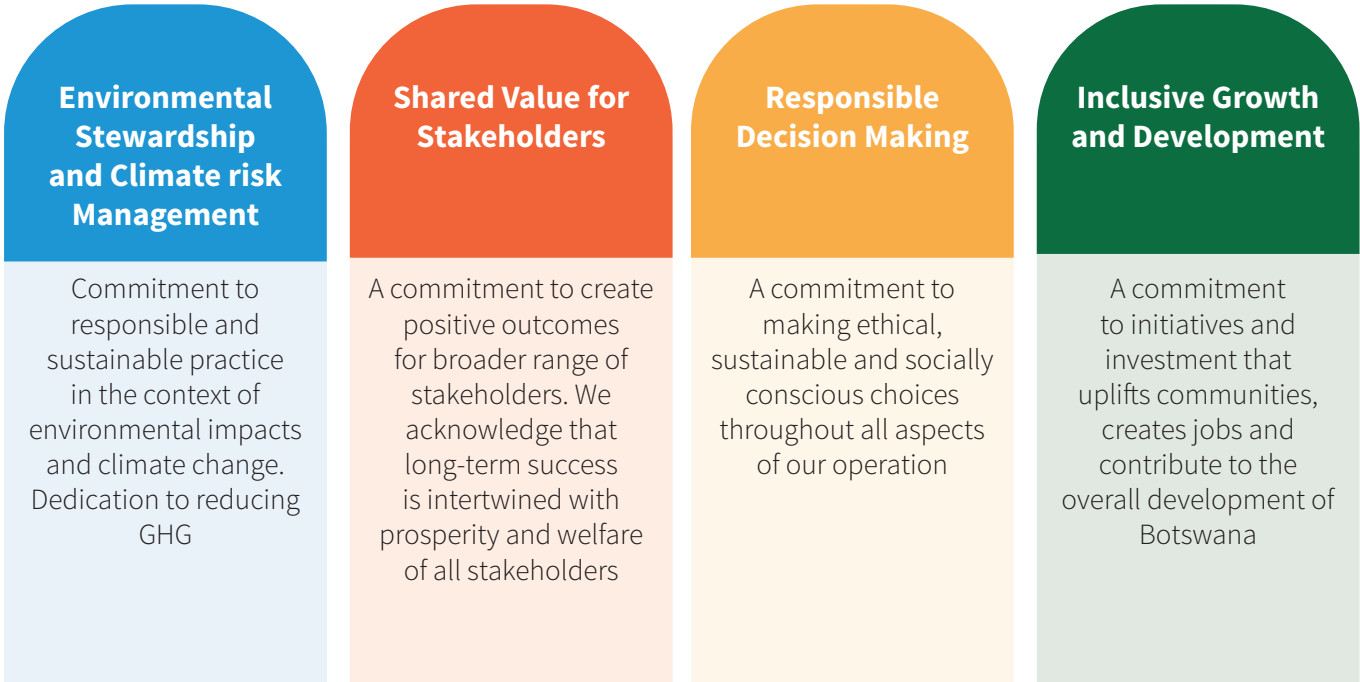 Environmental
Stewardship
and Climate risk
Management
Commitment to
responsible and
sustainable practice
in the context of
environmental impacts
and climate change.
Dedication to reducing
GHG
Shared Value for
Stakeholders
A commitment to create
positive outcomes
for broader range of
stakeholders. We
acknowledge that
long-term success
is intertwined with
prosperity and welfare
of all stakeholders
Responsible
Decision Making
A commitment to
making ethical,
sustainable and socially
conscious choices
throughout all aspects
of our operation
Inclusive Growth
and Development
A commitment
to initiatives and
investment that
uplifts communities,
creates jobs and
contribute to the
overall development of
Botswana